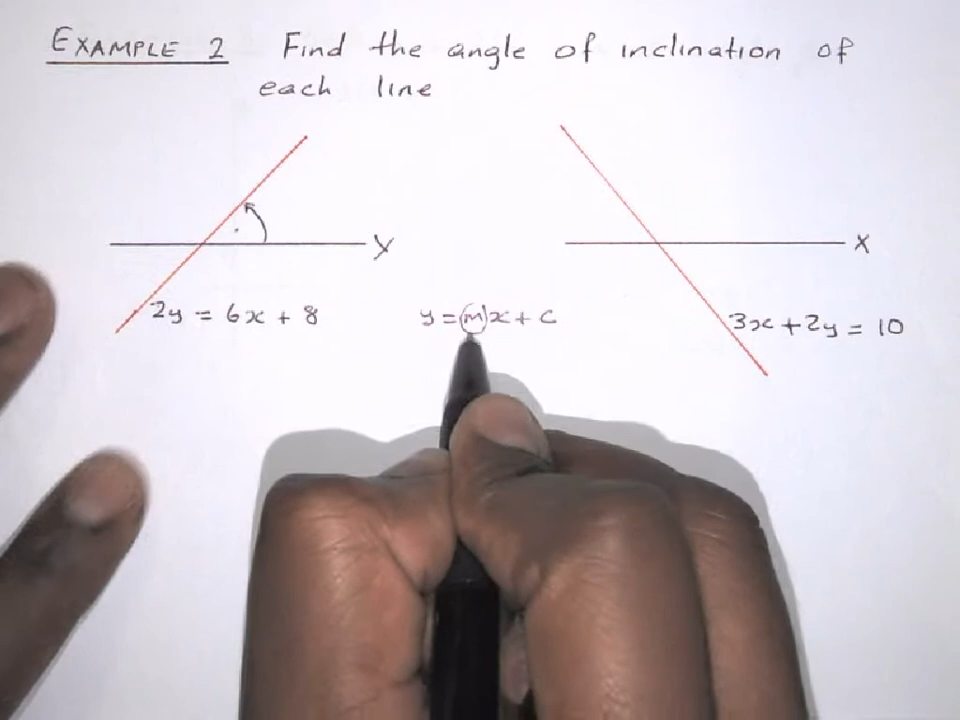 EXAMPLE 2 Find the angle of inclination of
each line
y
x
2y = 6x + 8
y = mx + c
3x + 2y = 10